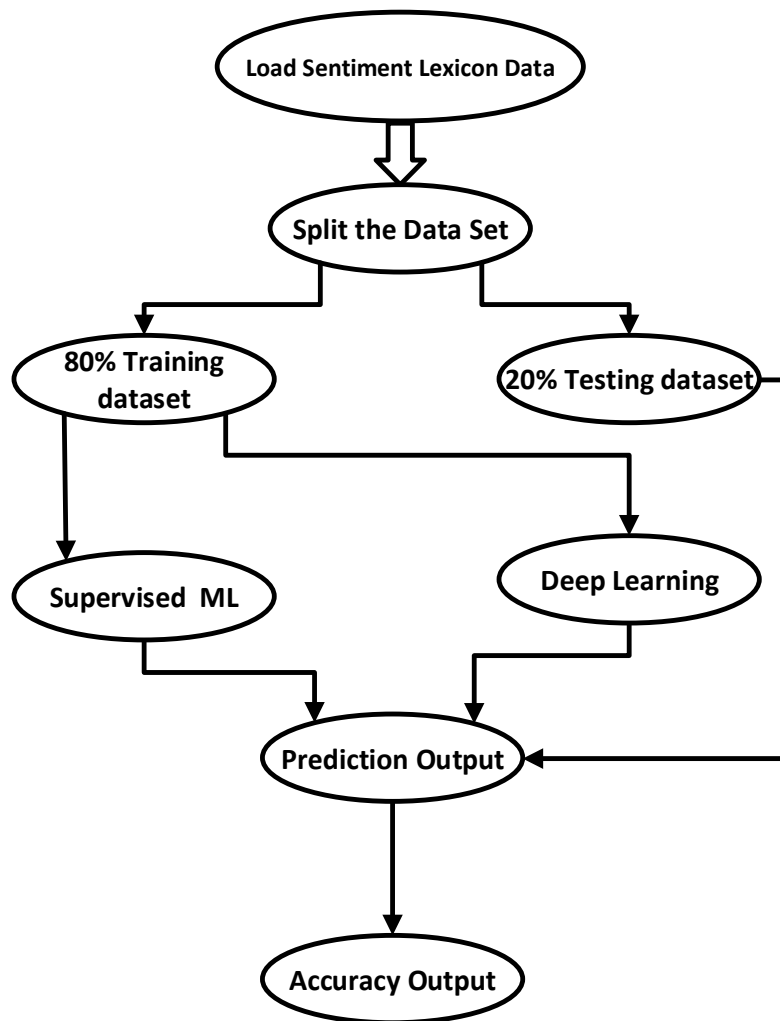 Load Sentiment Lexicon Data
Split the Data Set
80% Training
dataset
20% Testing dataset
Supervised  ML
Deep Learning
Prediction Output
Accuracy Output